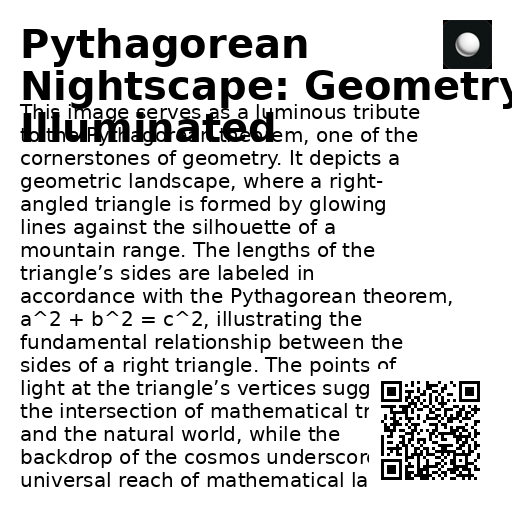 Pythagorean
Nightscape: Geometry
Illuminated
This image serves as a luminous tribute
to the Pythagorean theorem, one of the
cornerstones of geometry. It depicts a
geometric landscape, where a right-
angled triangle is formed by glowing
lines against the silhouette of a
mountain range. The lengths of the
triangle’s sides are labeled in
accordance with the Pythagorean theorem,
a^2 + b^2 = c^2, illustrating the
fundamental relationship between the
sides of a right triangle. The points of
light at the triangle’s vertices sugg
the intersection of mathematical tr
and the natural world, while the
backdrop of the cosmos underscor
universal reach of mathematical la